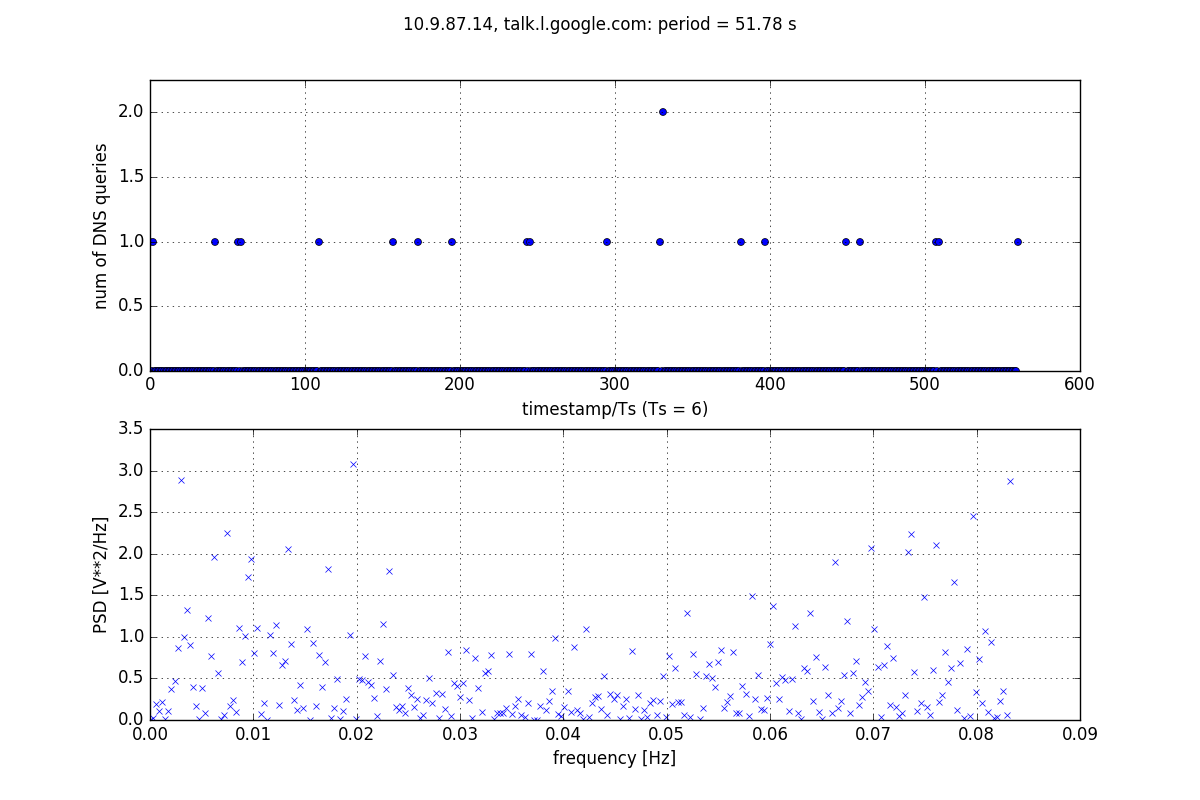 10.9.87.14, talk.l.google.com: period = 51.78 s
2.0
1.5
1.0
0.5
0.0
num of DNS queries
0 100 200 300 400 500 600
timestamp/Ts (Ts = 6)
3.5
3.0
2.5
2.0
1.5
1.0
0.5
0.0
PSD [V**2/Hz]
0.00 0.01 0.02 0.03 0.04 0.05 0.06 0.07 0.08 0.09
frequency [Hz]